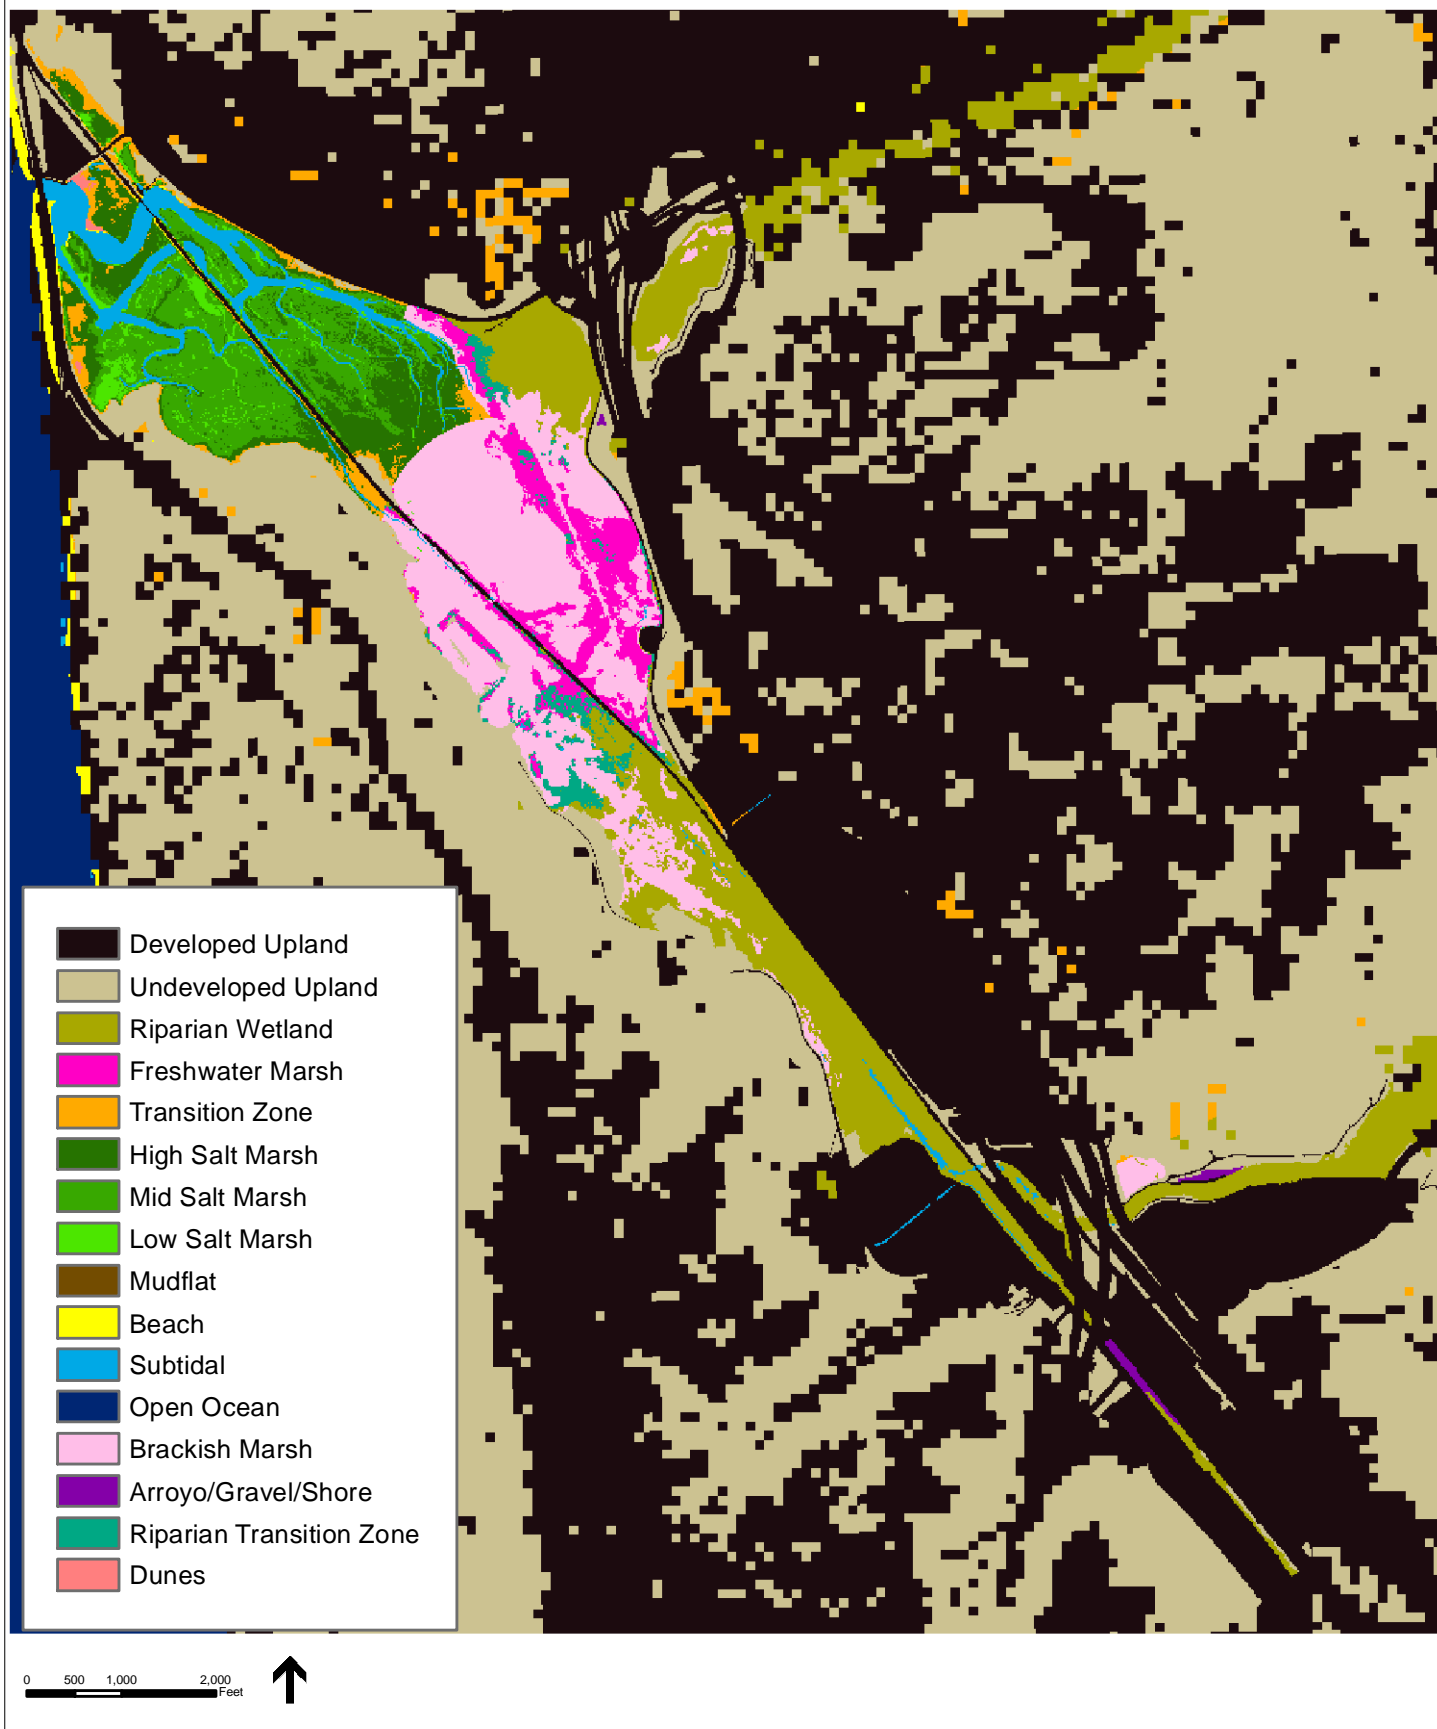 Developed Upland
Undeveloped Upland
Riparian Wetland
Freshwater Marsh
Transition Zone
High Salt Marsh
Mid Salt Marsh
Low Salt Marsh
Mudflat
Beach
Subtidal
Open Ocean
Brackish Marsh
Arroyo/Gravel/Shore
Riparian Transition Zone
Dunes
0 500 1,000 2,000
Feet